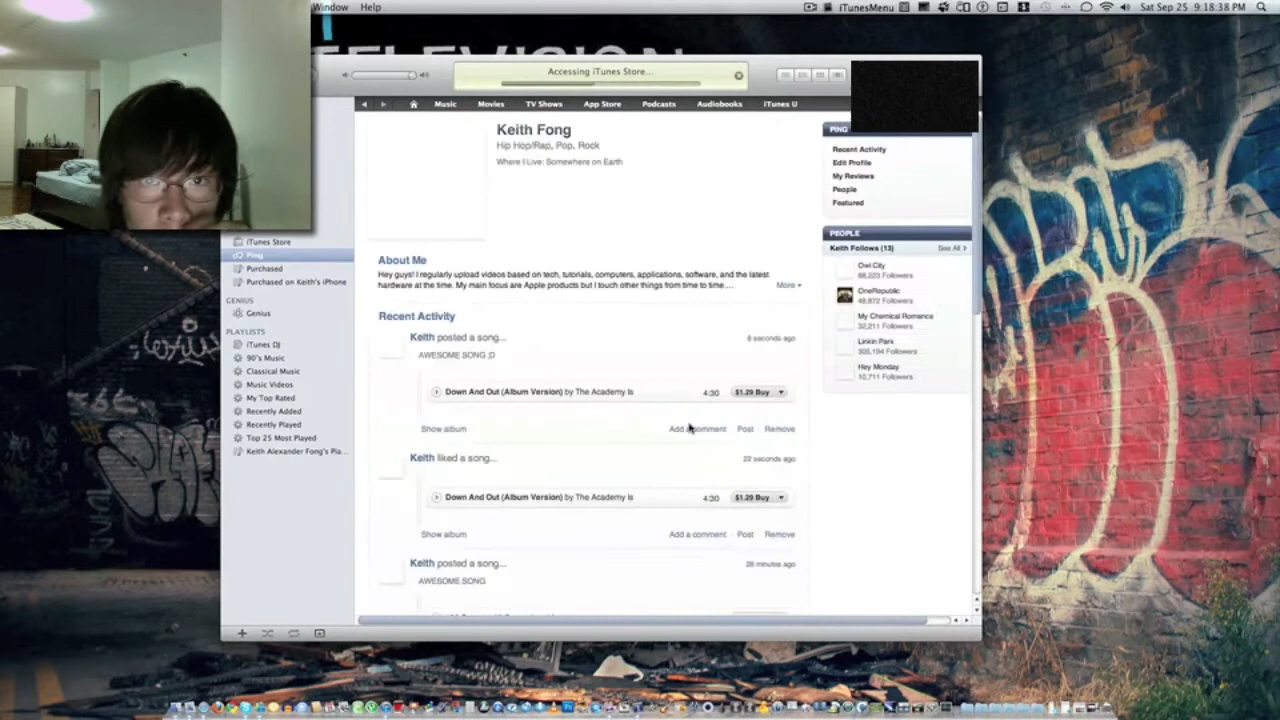 Window Help
iTunesMenu Sat Sep 25 9:18:38 PM
TELEVISION
Accessing iTunes Store...
Music Movies TV Shows App Store Podcasts Audiobooks iTunes U
Keith Fong
Hip Hop/Rap, Pop, Rock
Where I Live: Somewhere on Earth
About Me
Hey guys! I regularly upload videos based on tech, tutorials, computers, applications, software, and the latest
hardware at the time. My main focus are Apple products but I touch other things from time to time....
More
Recent Activity
Keith posted a song... 8 seconds ago
AWESOME SONG ;D
Down And Out (Album Version) by The Academy Is 4:30 $1.29 Buy
Show album Add a comment Post Remove
Keith liked a song... 22 seconds ago
Down And Out (Album Version) by The Academy Is 4:30 $1.29 Buy
Show album Add a comment Post Remove
Keith posted a song... 28 minutes ago
AWESOME SONG
iTunes Store
Ping
Purchased
Purchased on Keith's iPhone
GENIUS
Genius
PLAYLISTS
iTunes DJ
90's Music
Classical Music
Music Videos
My Top Rated
Recently Added
Recently Played
Top 25 Most Played
Keith Alexander Fong's Pla...
PING
Recent Activity
Edit Profile
My Reviews
People
Featured
PEOPLE
Keith Follows (13) See All >
Owl City
68,223 Followers
OneRepublic
48,872 Followers
My Chemical Romance
32,211 Followers
Linkin Park
305,194 Followers
Hey Monday
10,711 Followers